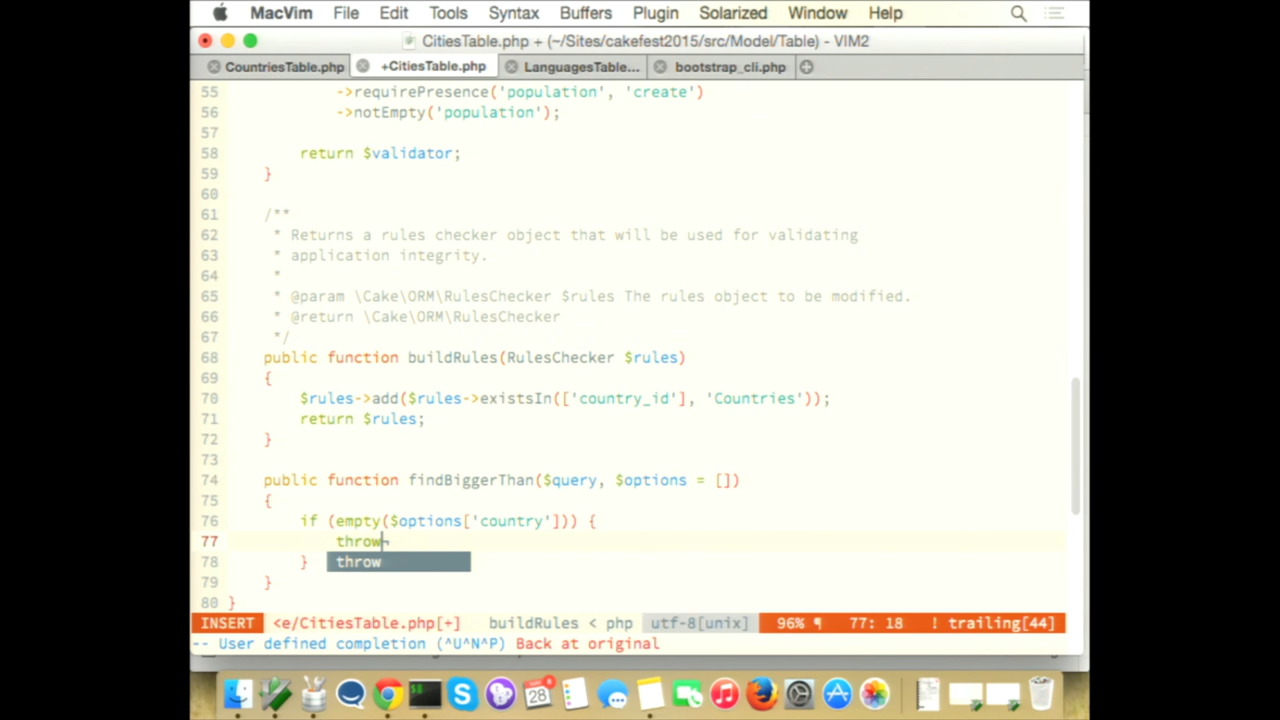 MacVim File Edit Tools Syntax Buffers Plugin Solarized Window Help
CitiesTable.php + (~/Sites/cakefest2015/src/Model/Table) - VIM2
CountriesTable.php +CitiesTable.php LanguagesTable... bootstrap_cli.php
55 ->requirePresence('population', 'create')
56 ->notEmpty('population');
57
58 return $validator;
59 }
60
61 /**
62 * Returns a rules checker object that will be used for validating
63 * application integrity.
64 *
65 * @param \Cake\ORM\RulesChecker $rules The rules object to be modified.
66 * @return \Cake\ORM\RulesChecker
67 */
68 public function buildRules(RulesChecker $rules)
69 {
70 $rules->add($rules->existsIn(['country_id'], 'Countries'));
71 return $rules;
72 }
73
74 public function findBiggerThan($query, $options = [])
75 {
76 if (empty($options['country'])) {
77 throw¬
78 } throw
79 }
80 }
INSERT <e/CitiesTable.php[+] buildRules < php utf-8[unix] 96% ¶ 77: 18 ! trailing[44]
-- User defined completion (^U^N^P) Back at original
28